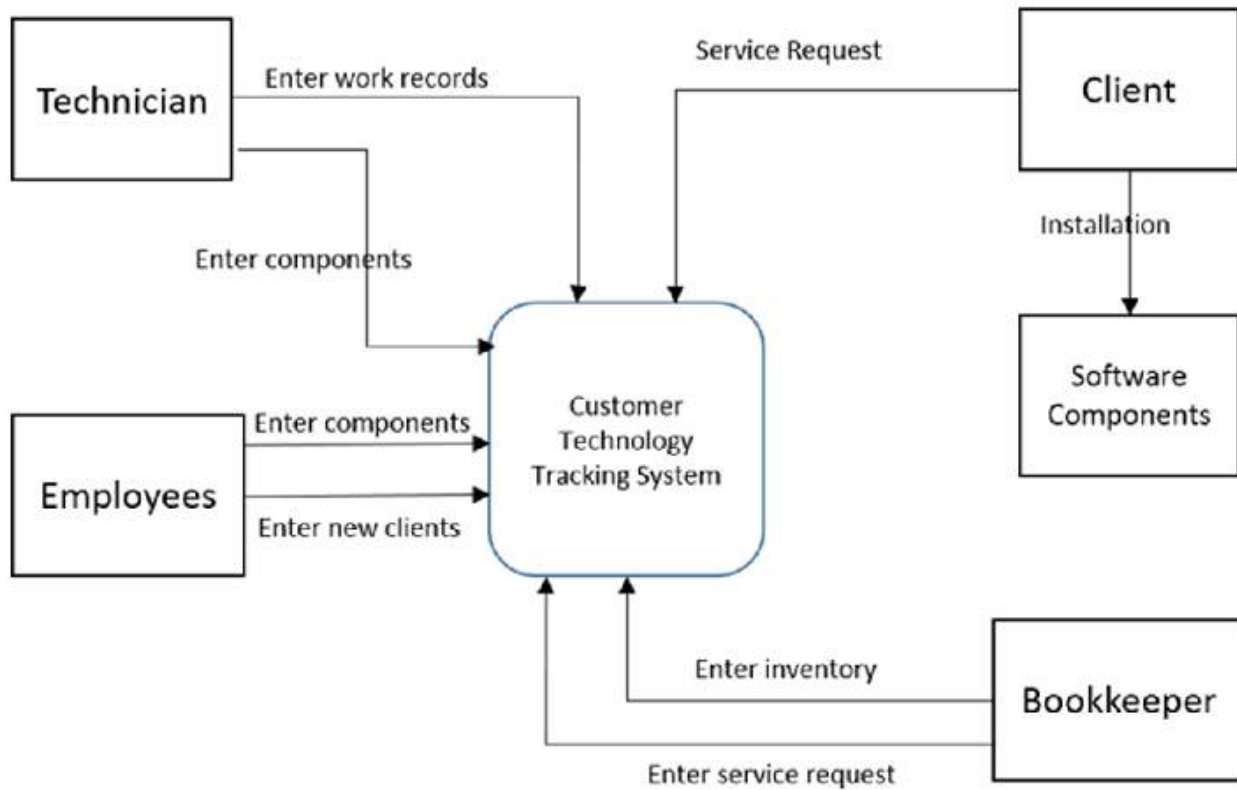 Service Request
Enter work records
Technician
Client
Installation
Enter components
Software
Components
Customer
Technology
Tracking System
Enter components
Employees
Enter new clients
Enter inventory
Bookkeeper
Enter service request